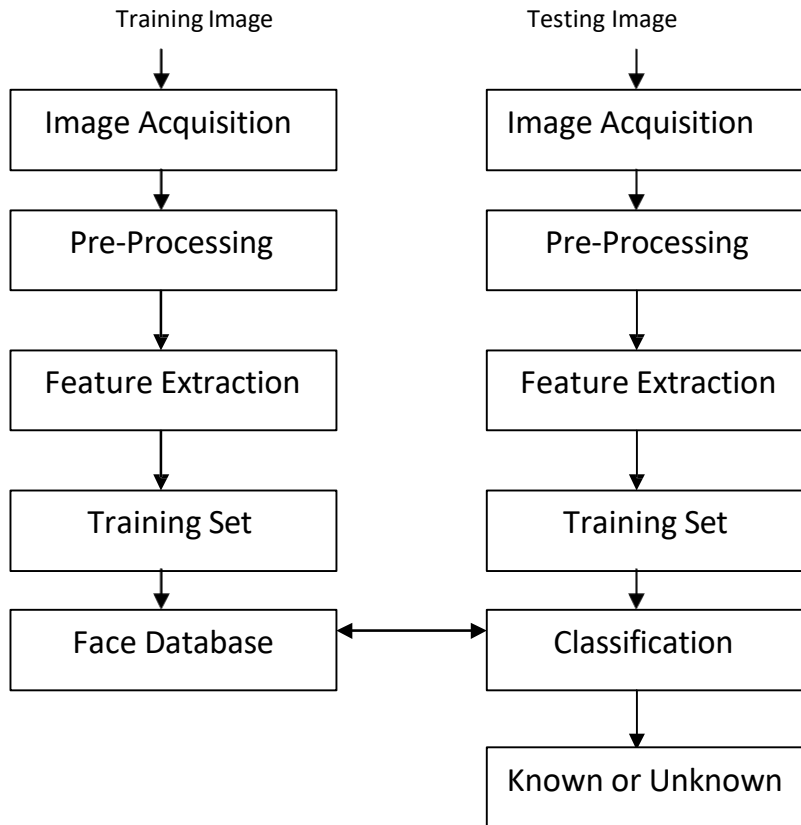 Training Image
Testing Image
Image Acquisition
Image Acquisition
Pre-Processing
Pre-Processing
Feature Extraction
Feature Extraction
Training Set
Training Set
Face Database
Classification
Known or Unknown